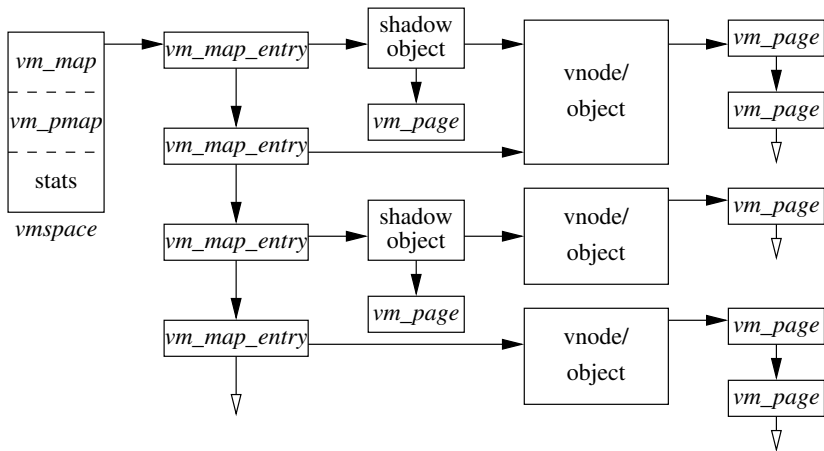 vm_map
vm_pmap
stats
vmspace
vm_map_entry
vm_map_entry
vm_map_entry
vm_map_entry
shadow
object
vm_page
shadow
object
vm_page
vnode/
object
vnode/
object
vnode/
object
vm_page
vm_page
vm_page
vm_page
vm_page